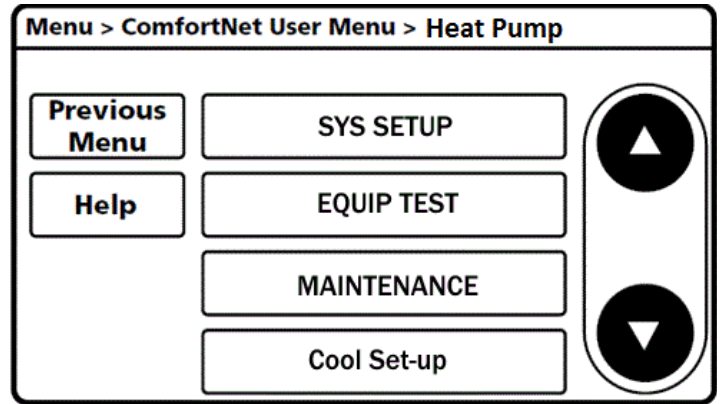 Menu > ComfortNet User Menu > Heat Pump
Previous
Menu
SYS SETUP
Help
EQUIP TEST
MAINTENANCE
Cool Set-up